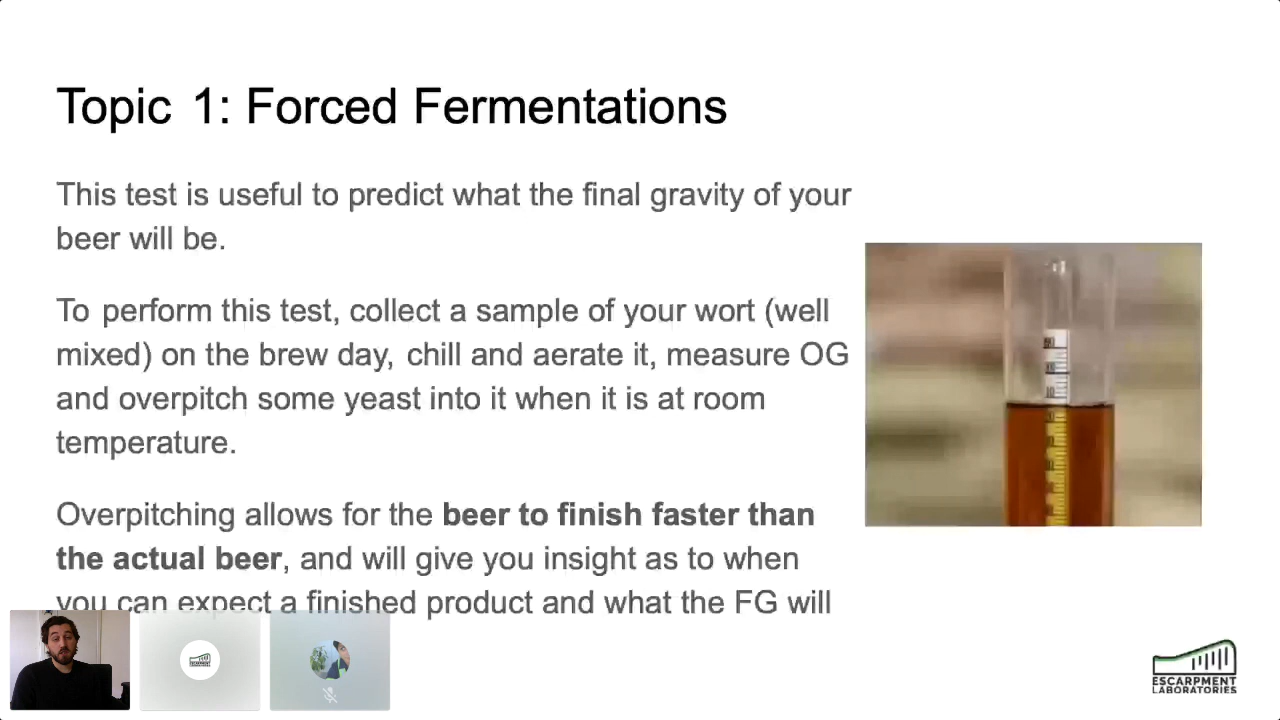 Topic 1: Forced Fermentations
This test is useful to predict what the final gravity of your
beer will be.
To perform this test, collect a sample of your wort (well
mixed) on the brew day, chill and aerate it, measure OG
and overpitch some yeast into it when it is at room
temperature.
Overpitching allows for the beer to finish faster than
the actual beer, and will give you insight as to when
you can expect a finished product and what the FG will
ESCARPMENT
LABORATORIES